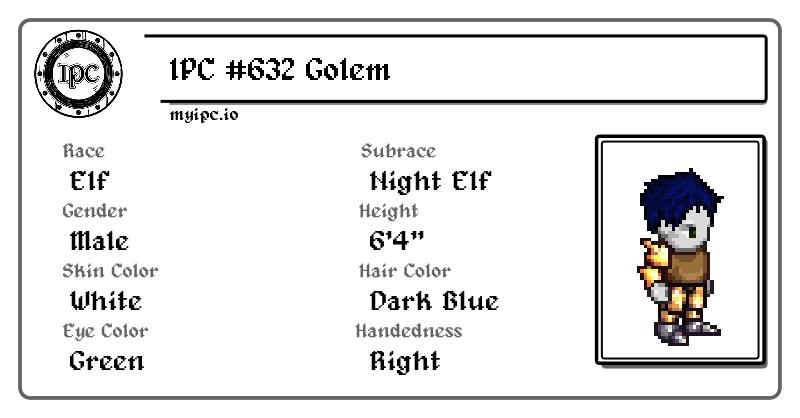 IPC
IPC #632 Golem
myipc.io
Race
Elf
Subrace
Night Elf
Gender
Male
Height
6'4"
Skin Color
White
Hair Color
Dark Blue
Eye Color
Green
Handedness
Right